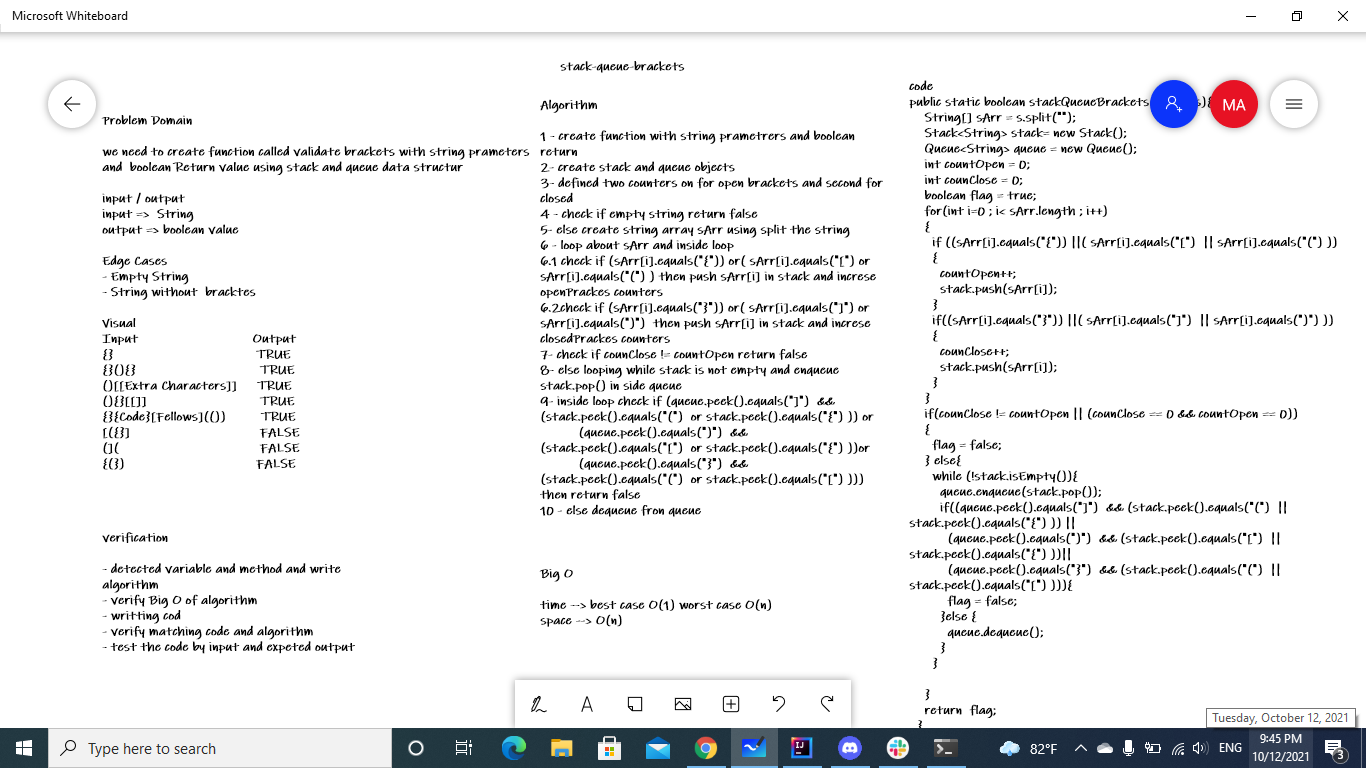 Microsoft Whiteboard
stack-queue-brackets
Problem Domain
we need to create function called validate brackets with string prameters
and boolean Return value using stack and queue data structur
input / output
input => String
output => boolean value
Edge Cases
- Empty String
- String without bracktes
Visual
Input Output
{} TRUE
{}(){} TRUE
()[[Extra Characters]] TRUE
(){}[[]] TRUE
{}{Code}[Fellows](()) TRUE
[({}] FALSE
(]( FALSE
{(}) FALSE
verification
- detected variable and method and write
algorithm
- verify Big O of algorithm
- writting cod
- verify matching code and algorithm
- test the code by input and expeted output
Algorithm
1 - create function with string prametrers and boolean
return
2- create stack and queue objects
3- defined two counters on for open brackets and second for
closed
4 - check if empty string return false
5- else create string array sArr using split the string
6 - loop about sArr and inside loop
6.1 check if (sArr[i].equals("{")) or( sArr[i].equals("[") or
sArr[i].equals("(") ) then push sArr[i] in stack and increse
openPrackes counters
6.2check if (sArr[i].equals("}")) or( sArr[i].equals("]") or
sArr[i].equals(")") then push sArr[i] in stack and increse
closedPrackes counters
7- check if counClose != countOpen return false
8- else looping while stack is not empty and enqueue
stack.pop() in side queue
9- inside loop check if (queue.peek().equals("]") &&
(stack.peek().equals("(") or stack.peek().equals("{") )) or
(queue.peek().equals(")") &&
(stack.peek().equals("[") or stack.peek().equals("{") ))or
(queue.peek().equals("}") &&
(stack.peek().equals("(") or stack.peek().equals("[") )))
then return false
10 - else dequeue fron queue
Big O
time --> best case O(1) worst case O(n)
space --> O(n)
code
public static boolean stackQueueBrackets
String[] sArr = s.split("");
Stack<String> stack= new Stack();
Queue<String> queue = new Queue();
int countOpen = 0;
int counClose = 0;
boolean flag = true;
for(int i=0 ; i< sArr.length ; i++)
{
if ((sArr[i].equals("{")) ||( sArr[i].equals("[") || sArr[i].equals("(") ))
{
countOpen++;
stack.push(sArr[i]);
}
if((sArr[i].equals("}")) ||( sArr[i].equals("]") || sArr[i].equals(")") ))
{
counClose++;
stack.push(sArr[i]);
}
}
if(counClose != countOpen || (counClose == 0 && countOpen == 0))
{
flag = false;
} else{
while (!stack.isEmpty()){
queue.enqueue(stack.pop());
if((queue.peek().equals("]") && (stack.peek().equals("(") ||
stack.peek().equals("{") )) ||
(queue.peek().equals(")") && (stack.peek().equals("[") ||
stack.peek().equals("{") ))||
(queue.peek().equals("}") && (stack.peek().equals("(") ||
stack.peek().equals("[") ))){
flag = false;
}else {
queue.dequeue();
}
}
}
return flag;
}
MA
Tuesday, October 12, 2021
Type here to search
82°F
ENG
9:45 PM
10/12/2021
3